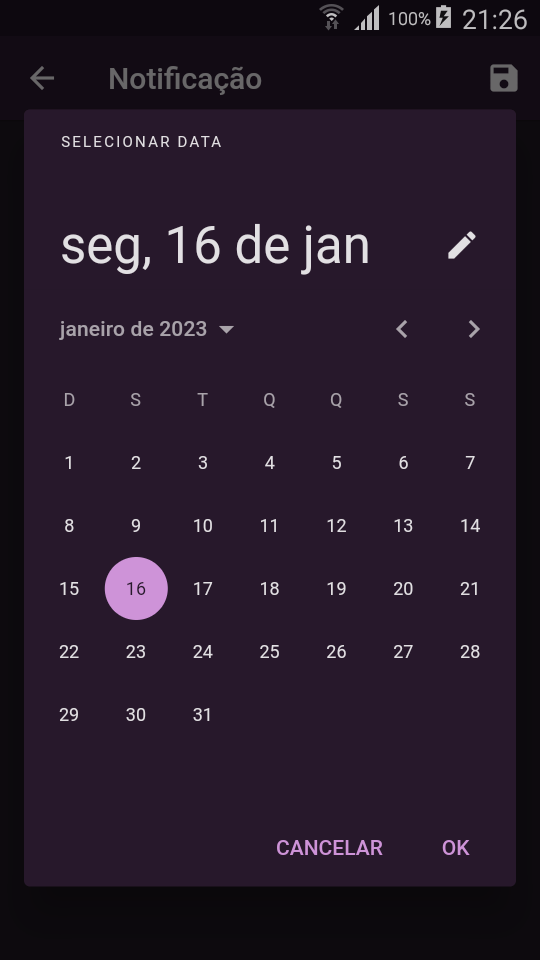 100% 21:26
Notificação
SELECIONAR DATA
seg, 16 de jan
janeiro de 2023
D S T Q Q S S
1 2 3 4 5 6 7
8 9 10 11 12 13 14
15 16 17 18 19 20 21
22 23 24 25 26 27 28
29 30 31
CANCELAR OK